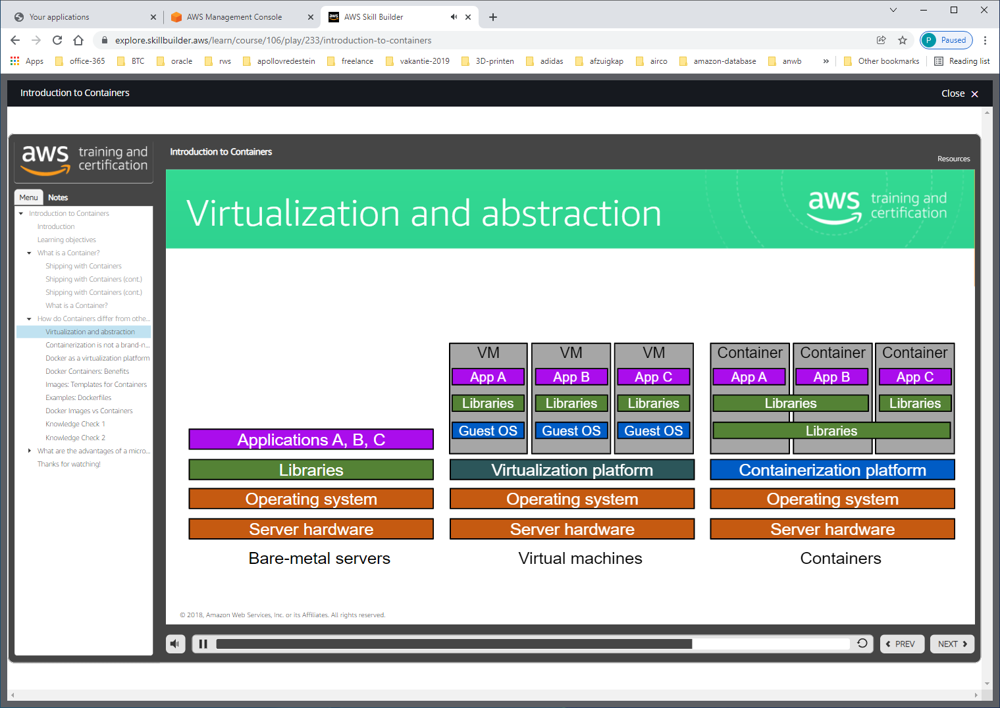 Your applications
AWS Management Console
AWS Skill Builder
explore.skillbuilder.aws/learn/course/106/play/233/introduction-to-containers
P Paused
Apps office-365 BTC oracle rws apollovredestein freelance vakantie-2019 3D-printen adidas afzuigkap airco amazon-database anwb » Other bookmarks Reading list
Introduction to Containers
Close
aws training and certification
Introduction to Containers
Resources
Menu Notes
Introduction to Containers
Introduction
Learning objectives
What is a Container?
Shipping with Containers
Shipping with Containers (cont.)
Shipping with Containers (cont.)
What is a Container?
How do Containers differ from othe...
Virtualization and abstraction
Containerization is not a brand-n...
Docker as a virtualization platform
Docker Containers: Benefits
Images: Templates for Containers
Examples: Dockerfiles
Docker Images vs Containers
Knowledge Check 1
Knowledge Check 2
What are the advantages of a micro...
Thanks for watching!
Virtualization and abstraction
aws training and certification
Applications A, B, C
Libraries
Operating system
Server hardware
Bare-metal servers
VM VM VM
App A App B App C
Libraries Libraries Libraries
Guest OS Guest OS Guest OS
Virtualization platform
Operating system
Server hardware
Virtual machines
Container Container Container
App A App B App C
Libraries Libraries
Libraries
Containerization platform
Operating system
Server hardware
Containers
© 2018, Amazon Web Services, Inc. or its Affiliates. All rights reserved.
PREV
NEXT